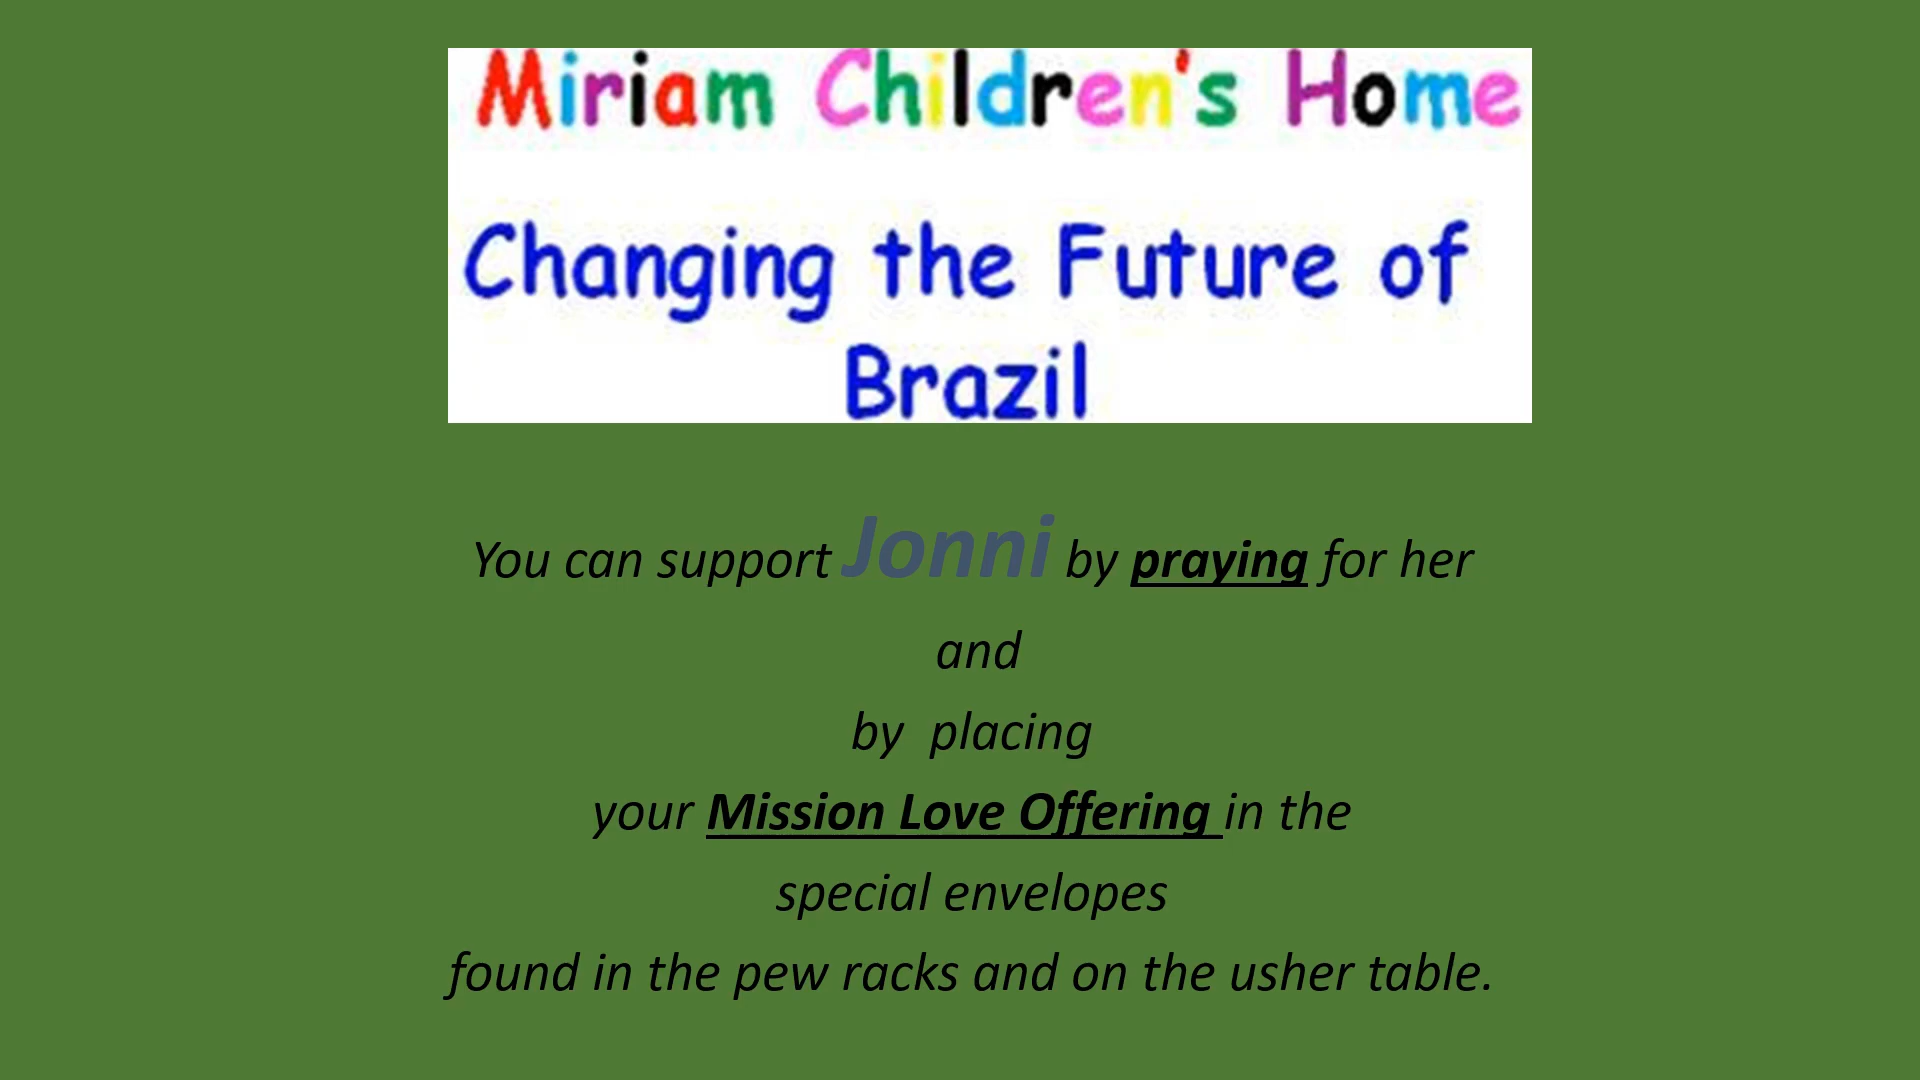 Miriam Children's Home
Changing the Future of
Brazil
You can support Jonni by praying for her
and
by  placing
your Mission Love Offering in the
special envelopes
found in the pew racks and on the usher table.